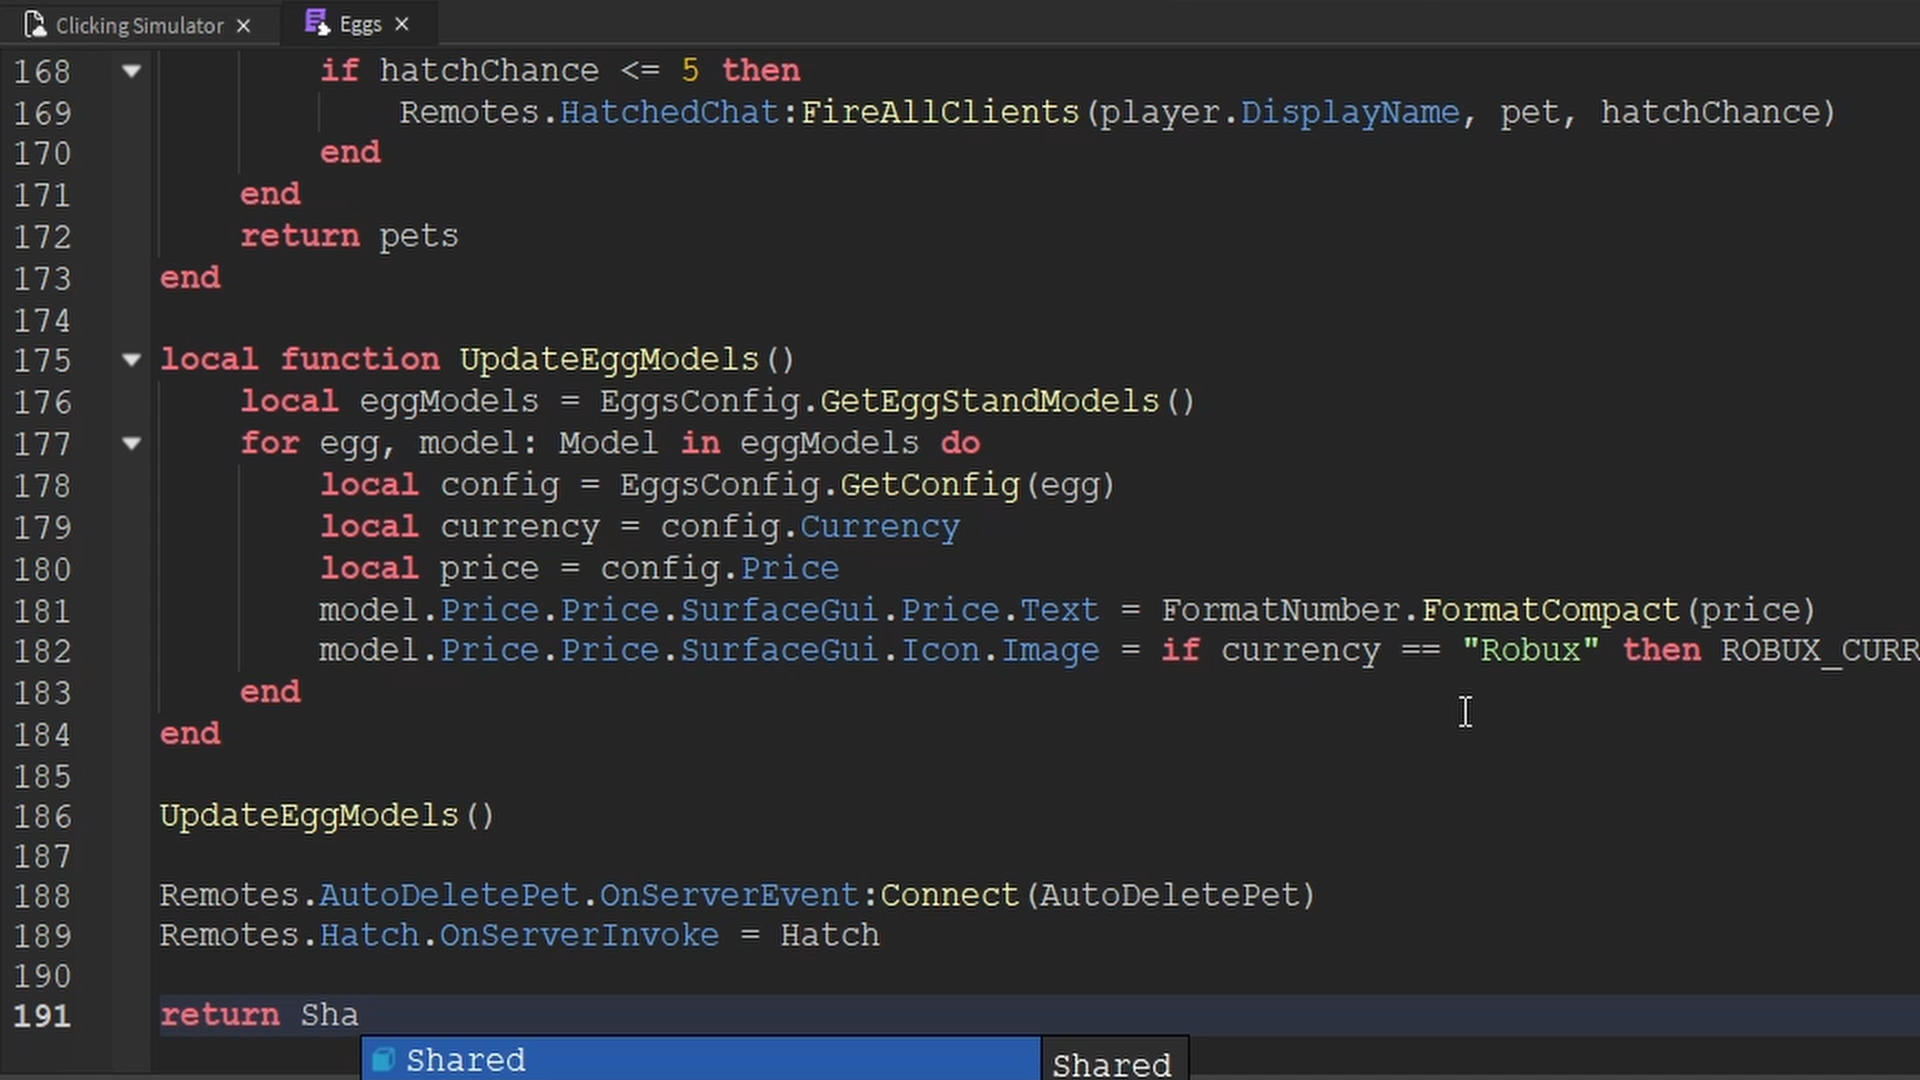 Clicking Simulator × Eggs ×
168 if hatchChance <= 5 then
169 Remotes.HatchedChat:FireAllClients(player.DisplayName, pet, hatchChance)
170 end
171 end
172 return pets
173 end
174
175 local function UpdateEggModels()
176 local eggModels = EggsConfig.GetEggStandModels()
177 for egg, model: Model in eggModels do
178 local config = EggsConfig.GetConfig(egg)
179 local currency = config.Currency
180 local price = config.Price
181 model.Price.Price.SurfaceGui.Price.Text = FormatNumber.FormatCompact(price)
182 model.Price.Price.SurfaceGui.Icon.Image = if currency == "Robux" then ROBUX_CURR
183 end
184 end
185
186 UpdateEggModels()
187
188 Remotes.AutoDeletePet.OnServerEvent:Connect(AutoDeletePet)
189 Remotes.Hatch.OnServerInvoke = Hatch
190
191 return Sha
Shared Shared